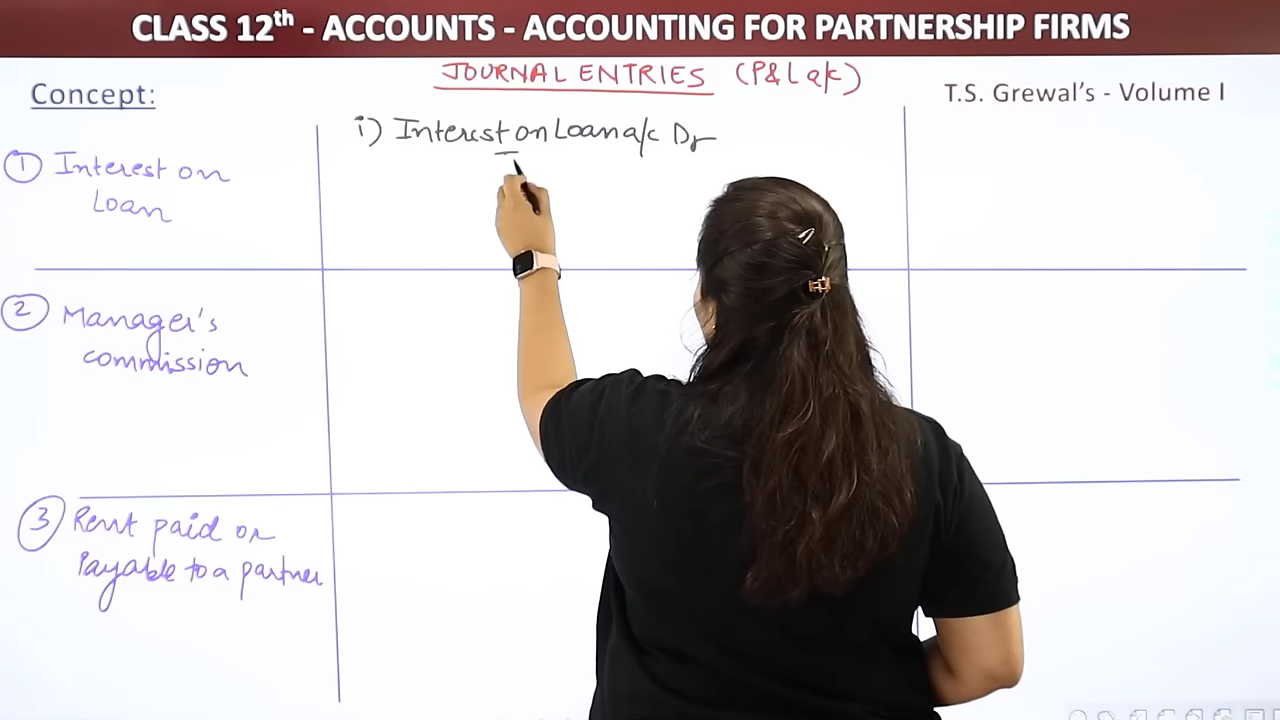 CLASS 12th - ACCOUNTS - ACCOUNTING FOR PARTNERSHIP FIRMS
JOURNAL ENTRIES (P&L a/c)
Concept:
T.S. Grewal's - Volume I
i) Interest on Loan a/c Dr
① Interest on
Loan
② Manager's
commission
③ Rent paid or
Payable to a partner